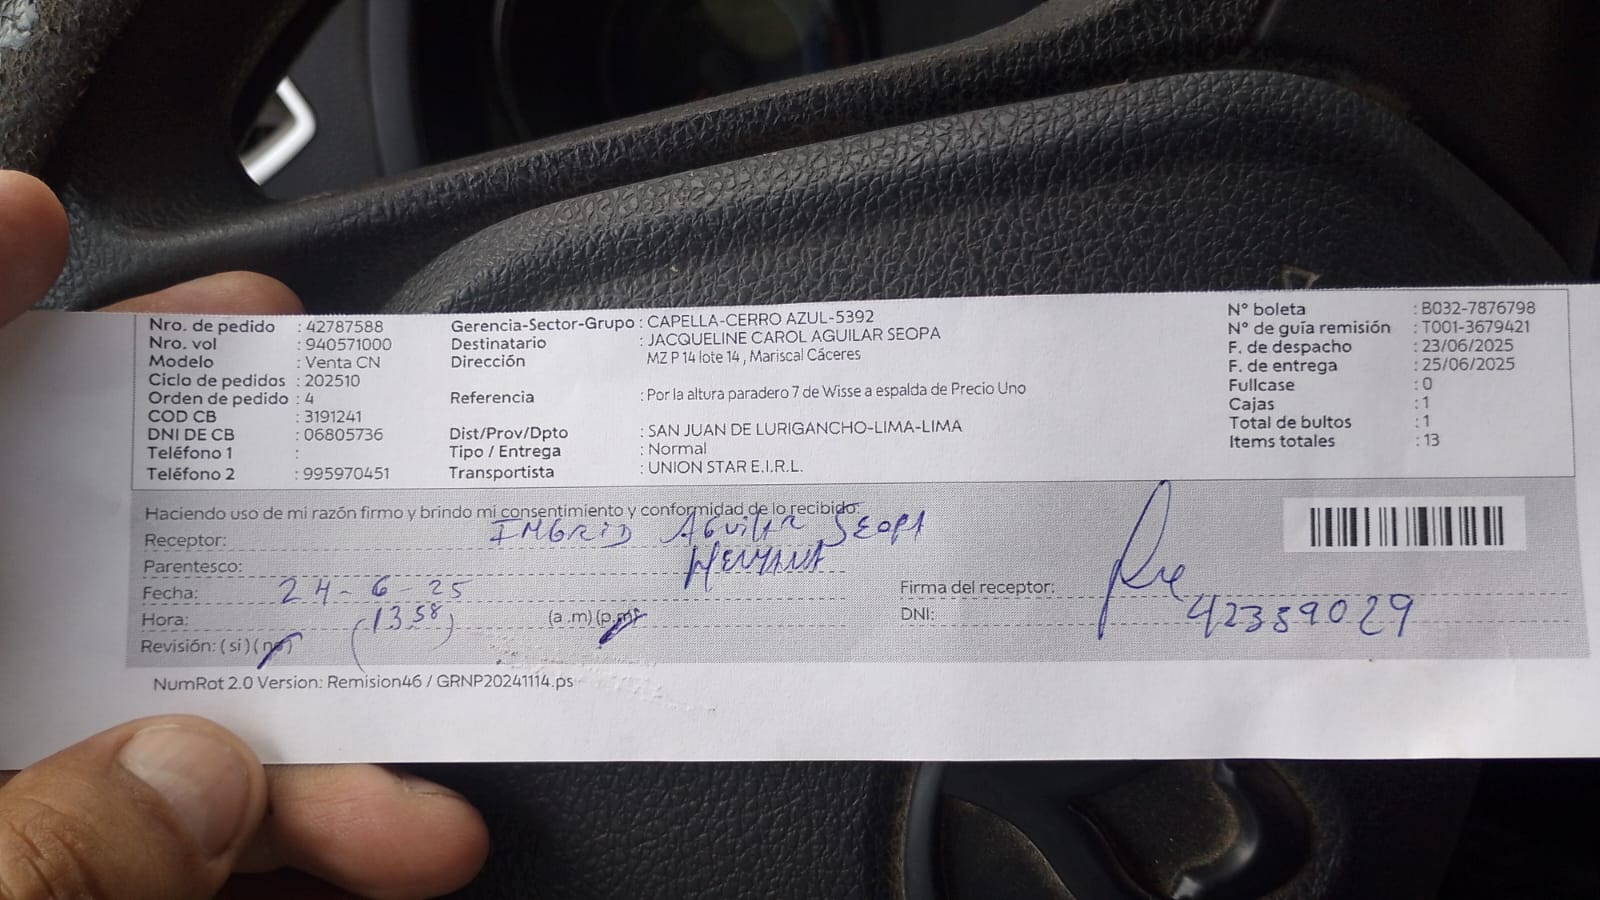 Nro. de pedido : 42787588
Nro. vol : 940571000
Modelo : Venta CN
Ciclo de pedidos : 202510
Orden de pedido : 4
COD CB : 3191241
DNI DE CB : 06805736
Teléfono 1 :
Teléfono 2 : 995970451
Gerencia-Sector-Grupo : CAPELLA-CERRO AZUL-5392
Destinatario : JACQUELINE CAROL AGUILAR SEOPA
Dirección MZ P 14 lote 14 , Mariscal Cáceres
Referencia : Por la altura paradero 7 de Wisse a espalda de Precio Uno
Dist/Prov/Dpto : SAN JUAN DE LURIGANCHO-LIMA-LIMA
Tipo / Entrega : Normal
Transportista : UNION STAR E.I.R.L.
N° boleta : B032-7876798
N° de guía remisión : T001-3679421
F. de despacho : 23/06/2025
F. de entrega : 25/06/2025
Fullcase : 0
Cajas : 1
Total de bultos : 1
Items totales : 13
Haciendo uso de mi razón firmo y brindo mi consentimiento y conformidad de lo recibido:
Receptor: INGRID AGUILAR SEOPA
Parentesco: HERMANA
Fecha: 24-6-25
Hora: (13.58) (a .m) (p.m)
Revisión: ( si ) ( no )
Firma del receptor:
DNI: 42359029
NumRot 2.0 Version: Remision46 / GRNP20241114.ps